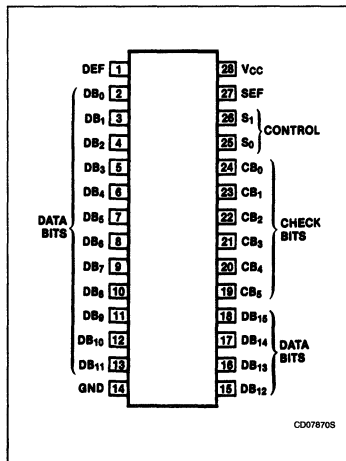 DEF 1 28 VCC
DB0 2 27 SEF
DB1 3 26 S1
DB2 4 25 S0
CONTROL
DB3 5 24 CB0
DB4 6 23 CB1
DB5 7 22 CB2
DB6 8 21 CB3
DB7 9 20 CB4
DB8 10 19 CB5
DATA BITS
CHECK BITS
DB9 11 18 DB15
DB10 12 17 DB14
DB11 13 16 DB13
GND 14 15 DB12
DATA BITS
CD07870S